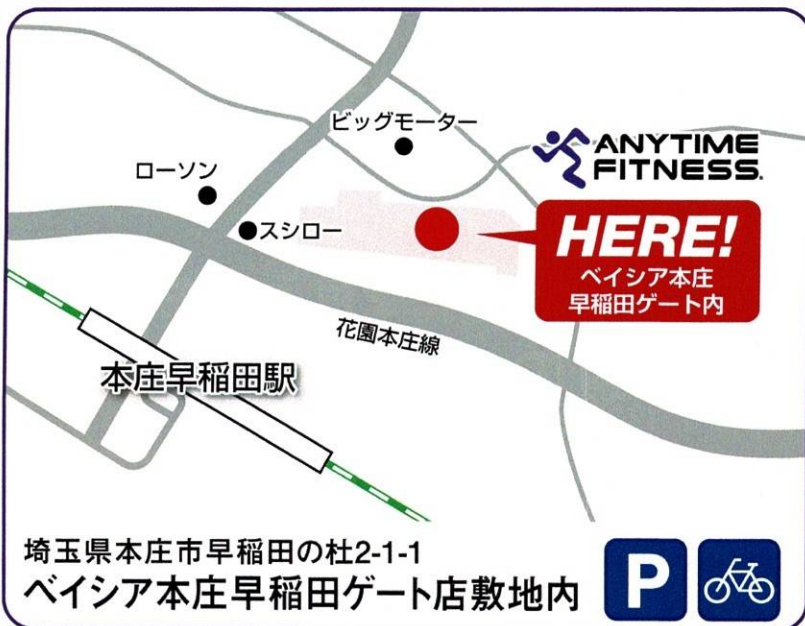 ビッグモーター
ANYTIME
FITNESS.
ローソン
スシロー
HERE!
ベイシア本庄
早稲田ゲート内
花園本庄線
本庄早稲田駅
埼玉県本庄市早稲田の杜2-1-1
ベイシア本庄早稲田ゲート店敷地内
P